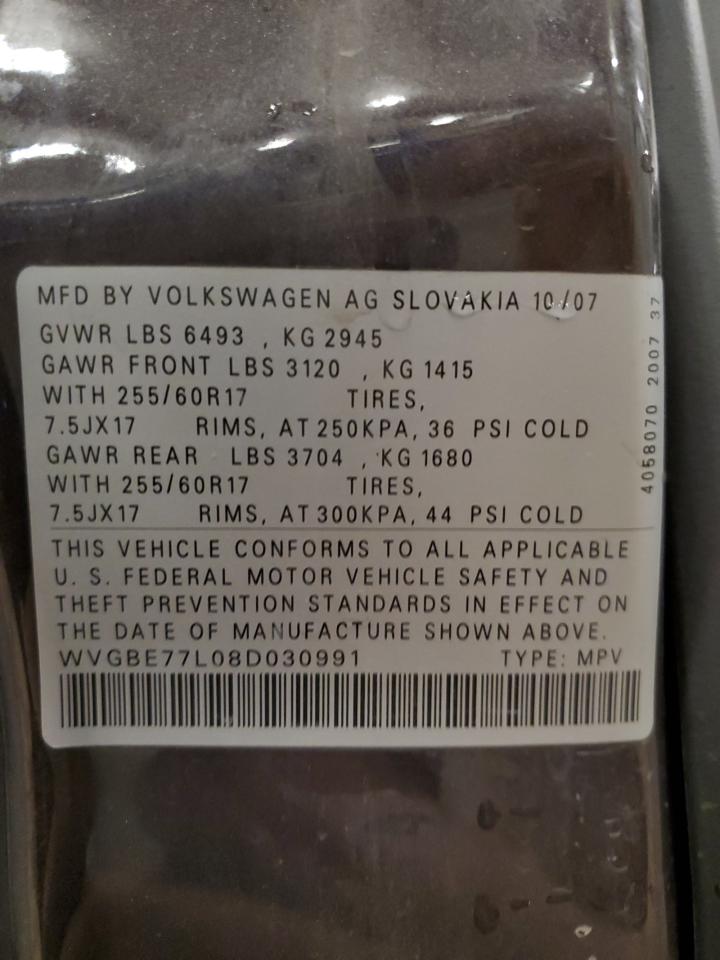 MFD BY VOLKSWAGEN AG SLOVAKIA 10/07
GVWR LBS 6493 , KG 2945
GAWR FRONT LBS 3120 , KG 1415
WITH 255/60R17 TIRES,
7.5JX17 RIMS, AT 250KPA, 36 PSI COLD
GAWR REAR LBS 3704 , KG 1680
WITH 255/60R17 TIRES,
7.5JX17 RIMS, AT 300KPA, 44 PSI COLD
THIS VEHICLE CONFORMS TO ALL APPLICABLE
U. S. FEDERAL MOTOR VEHICLE SAFETY AND
THEFT PREVENTION STANDARDS IN EFFECT ON
THE DATE OF MANUFACTURE SHOWN ABOVE.
WVGBE77L08D030991 TYPE: MPV
4058070 2007 37